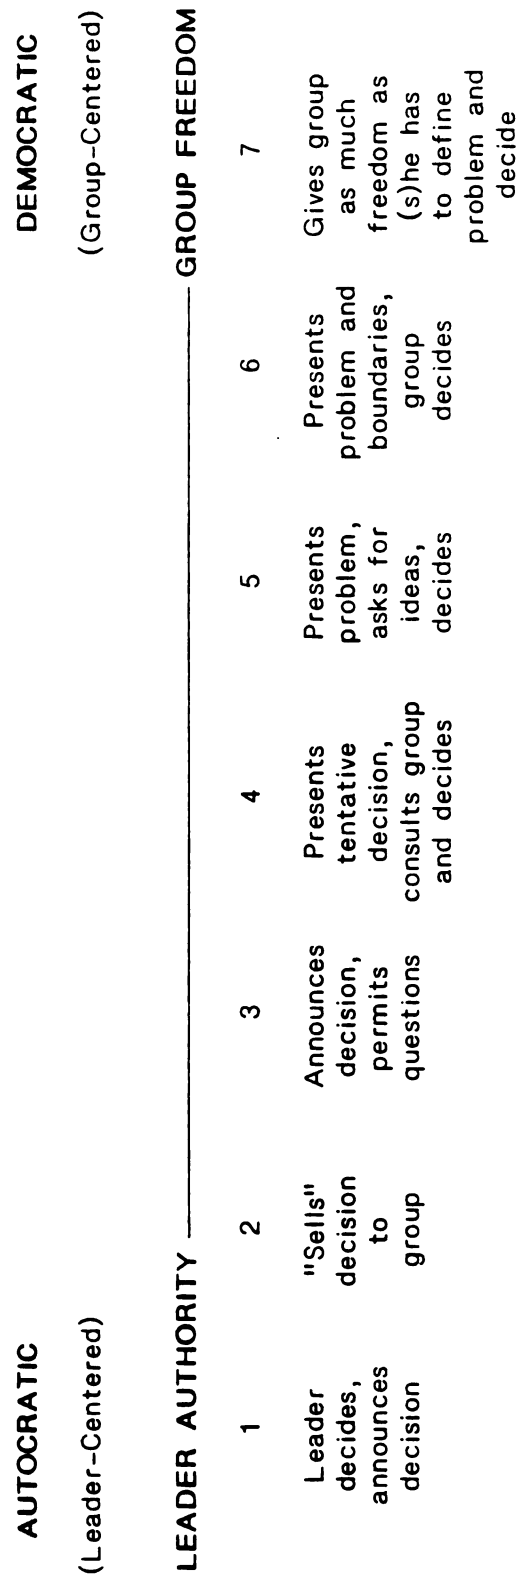 AUTOCRATIC DEMOCRATIC
(Leader-Centered) (Group-Centered)
LEADER AUTHORITY GROUP FREEDOM
1 2 3 4 5 6 7
Leader
decides,
announces
decision
"Sells"
decision
to
group
Announces
decision,
permits
questions
Presents
tentative
decision,
consults group
and decides
Presents
problem,
asks for
ideas,
decides
Presents
problem and
boundaries,
group
decides
Gives group
as much
freedom as
(s)he has
to define
problem and
decide